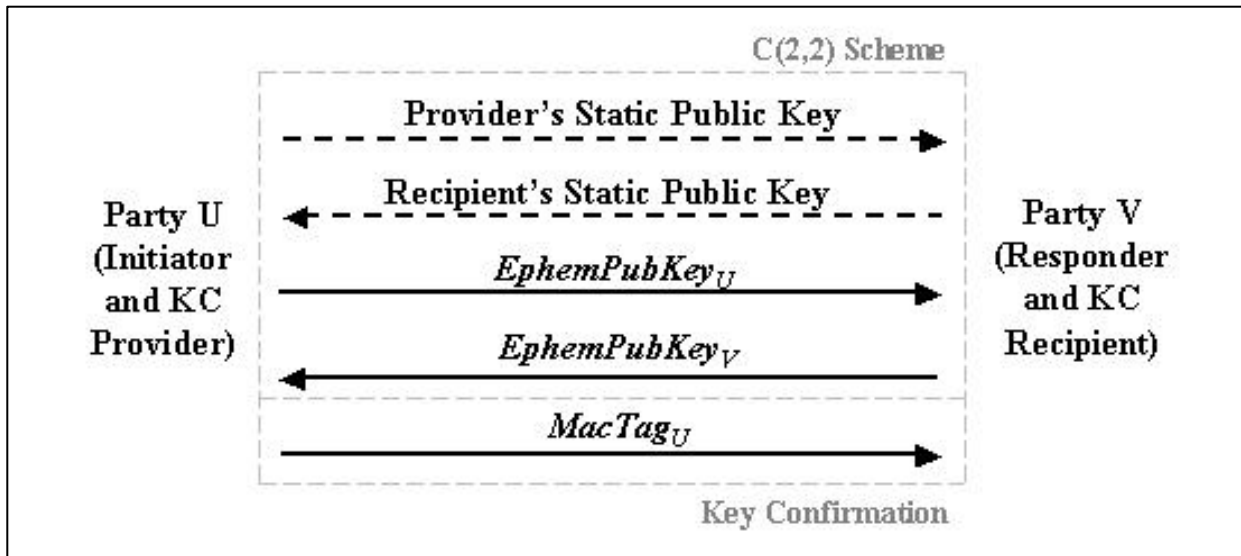 C(2,2) Scheme
Provider's Static Public Key
Recipient's Static Public Key
Party U
(Initiator
and KC
Provider)
Party V
(Responder
and KC
Recipient)
EphemPubKeyU
EphemPubKeyV
MacTagU
Key Confirmation